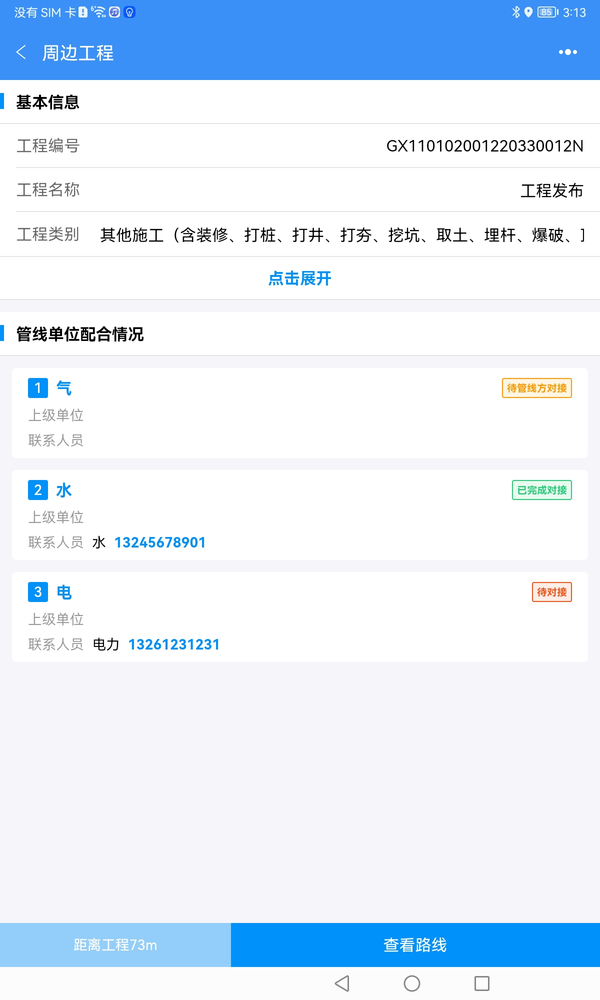 没有 SIM 卡
85
3:13
周边工程
基本信息
工程编号 GX110102001220330012N
工程名称 工程发布
工程类别 其他施工（含装修、打桩、打井、打夯、挖坑、取土、埋杆、爆破、
点击展开
管线单位配合情况
1 气 待管线方对接
上级单位
联系人员
2 水 已完成对接
上级单位
联系人员 水 13245678901
3 电 待对接
上级单位
联系人员 电力 13261231231
距离工程73m 查看路线